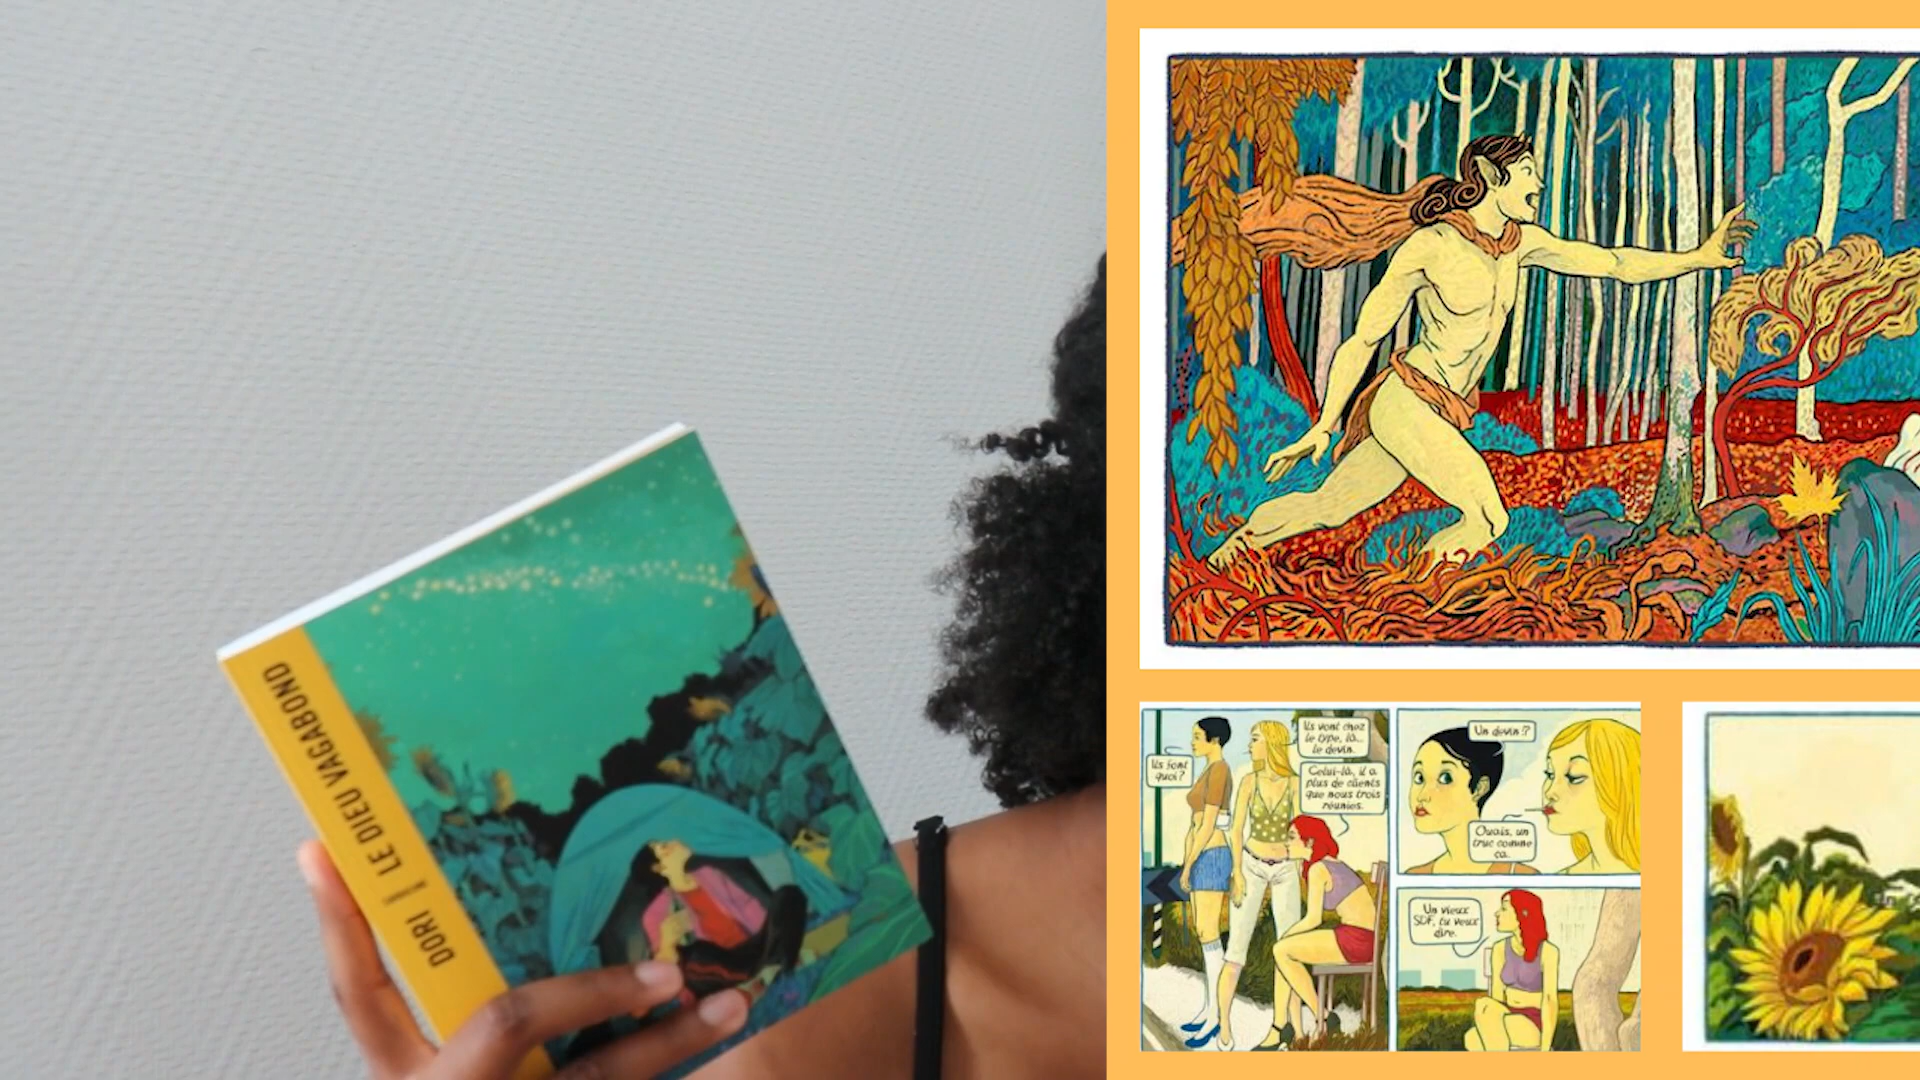 DORI | LE DIEU VAGABOND
Ils font
quoi?
Ils vont chez
le type, là...
le devin.
Celui-là, il a
plus de clients
que nous trois
réunies.
Un devin?
Ouais, un
truc comme
ça...
Un vieux
SDF, tu veux
dire.